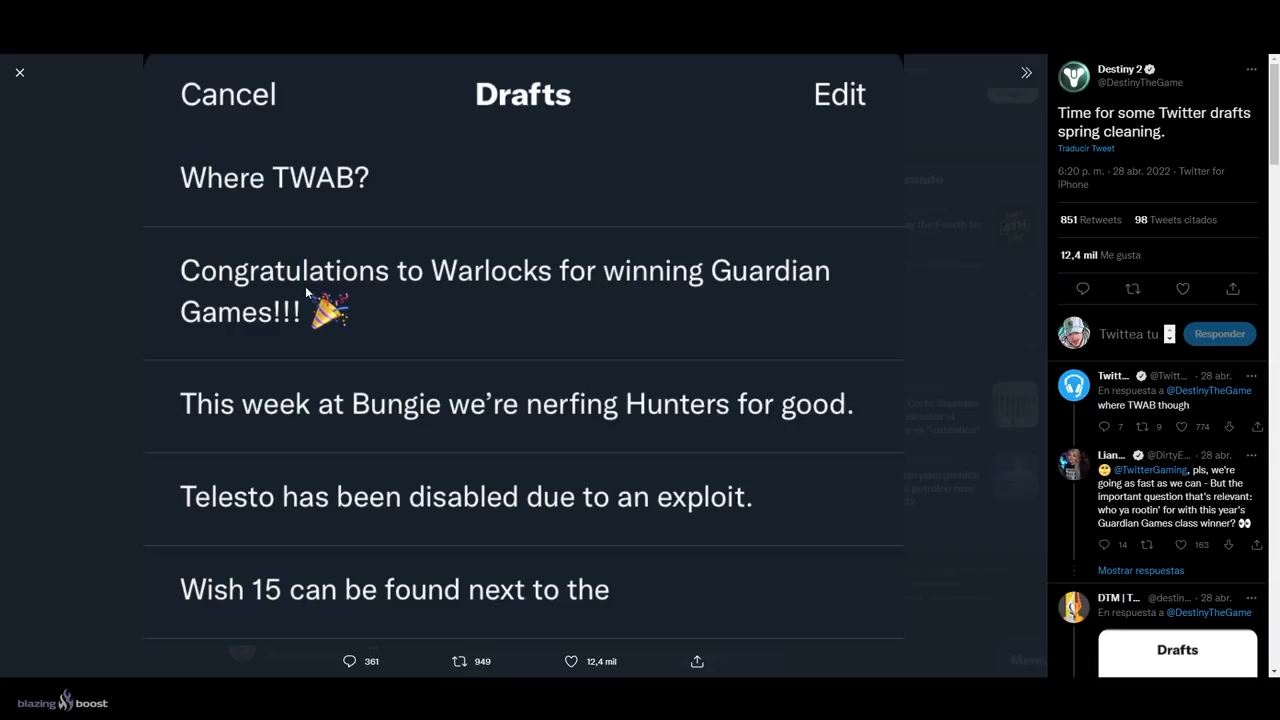 Cancel
Drafts
Edit
Where TWAB?
Congratulations to Warlocks for winning Guardian
Games!!! 🎉
This week at Bungie we’re nerfing Hunters for good.
Telesto has been disabled due to an exploit.
Wish 15 can be found next to the
361
949
12,4 mil
Destiny 2
@DestinyTheGame
Time for some Twitter drafts
spring cleaning.
Traducir Tweet
6:20 p. m. · 28 abr. 2022 · Twitter for
iPhone
851 Retweets 98 Tweets citados
12,4 mil Me gusta
Twittea tu
Responder
Twitt... @Twitt... · 28 abr.
En respuesta a @DestinyTheGame
where TWAB though
7 9 774
Lian... @DirtyE... · 28 abr.
🙄 @TwitterGaming, pls, we're
going as fast as we can - But the
important question that's relevant:
who ya rootin' for with this year's
Guardian Games class winner? 👀
14 163
Mostrar respuestas
DTM | T... @destin... · 28 abr.
En respuesta a @DestinyTheGame
Drafts
blazing boost